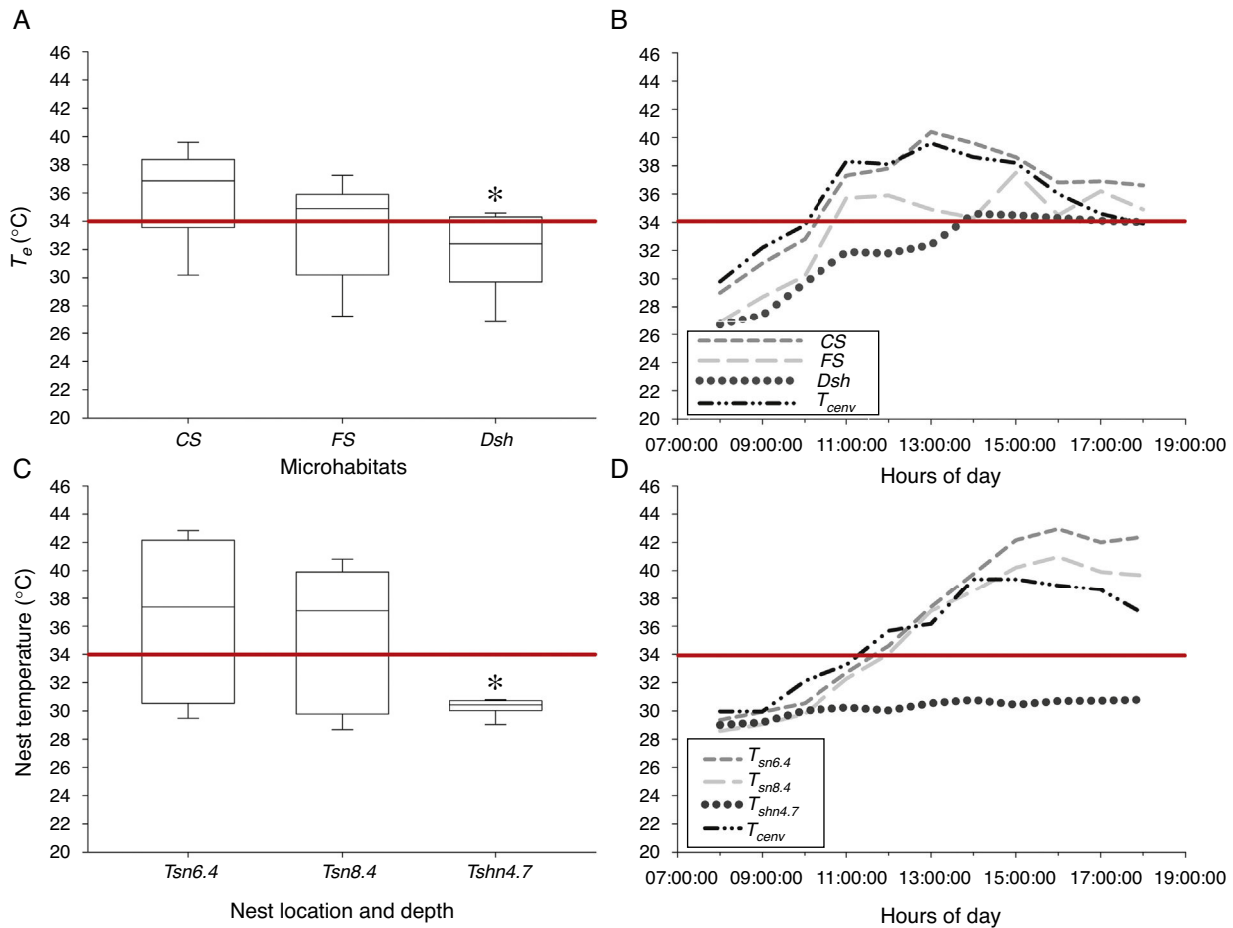 A
46
44
42
40
38
36
34
32
30
28
26
24
22
20
Te (°C)
*
CS
FS
Dsh
Microhabitats
B
46
44
42
40
38
36
34
32
30
28
26
24
22
20
CS
FS
Dsh
Tcenv
07:00:00 09:00:00 11:00:00 13:00:00 15:00:00 17:00:00 19:00:00
Hours of day
C
46
44
42
40
38
36
34
32
30
28
26
24
22
20
Nest temperature (°C)
*
Tsn6.4
Tsn8.4
Tshn4.7
Nest location and depth
D
46
44
42
40
38
36
34
32
30
28
26
24
22
20
Tsn6.4
Tsn8.4
Tshn4.7
Tcenv
07:00:00 09:00:00 11:00:00 13:00:00 15:00:00 17:00:00 19:00:00
Hours of day